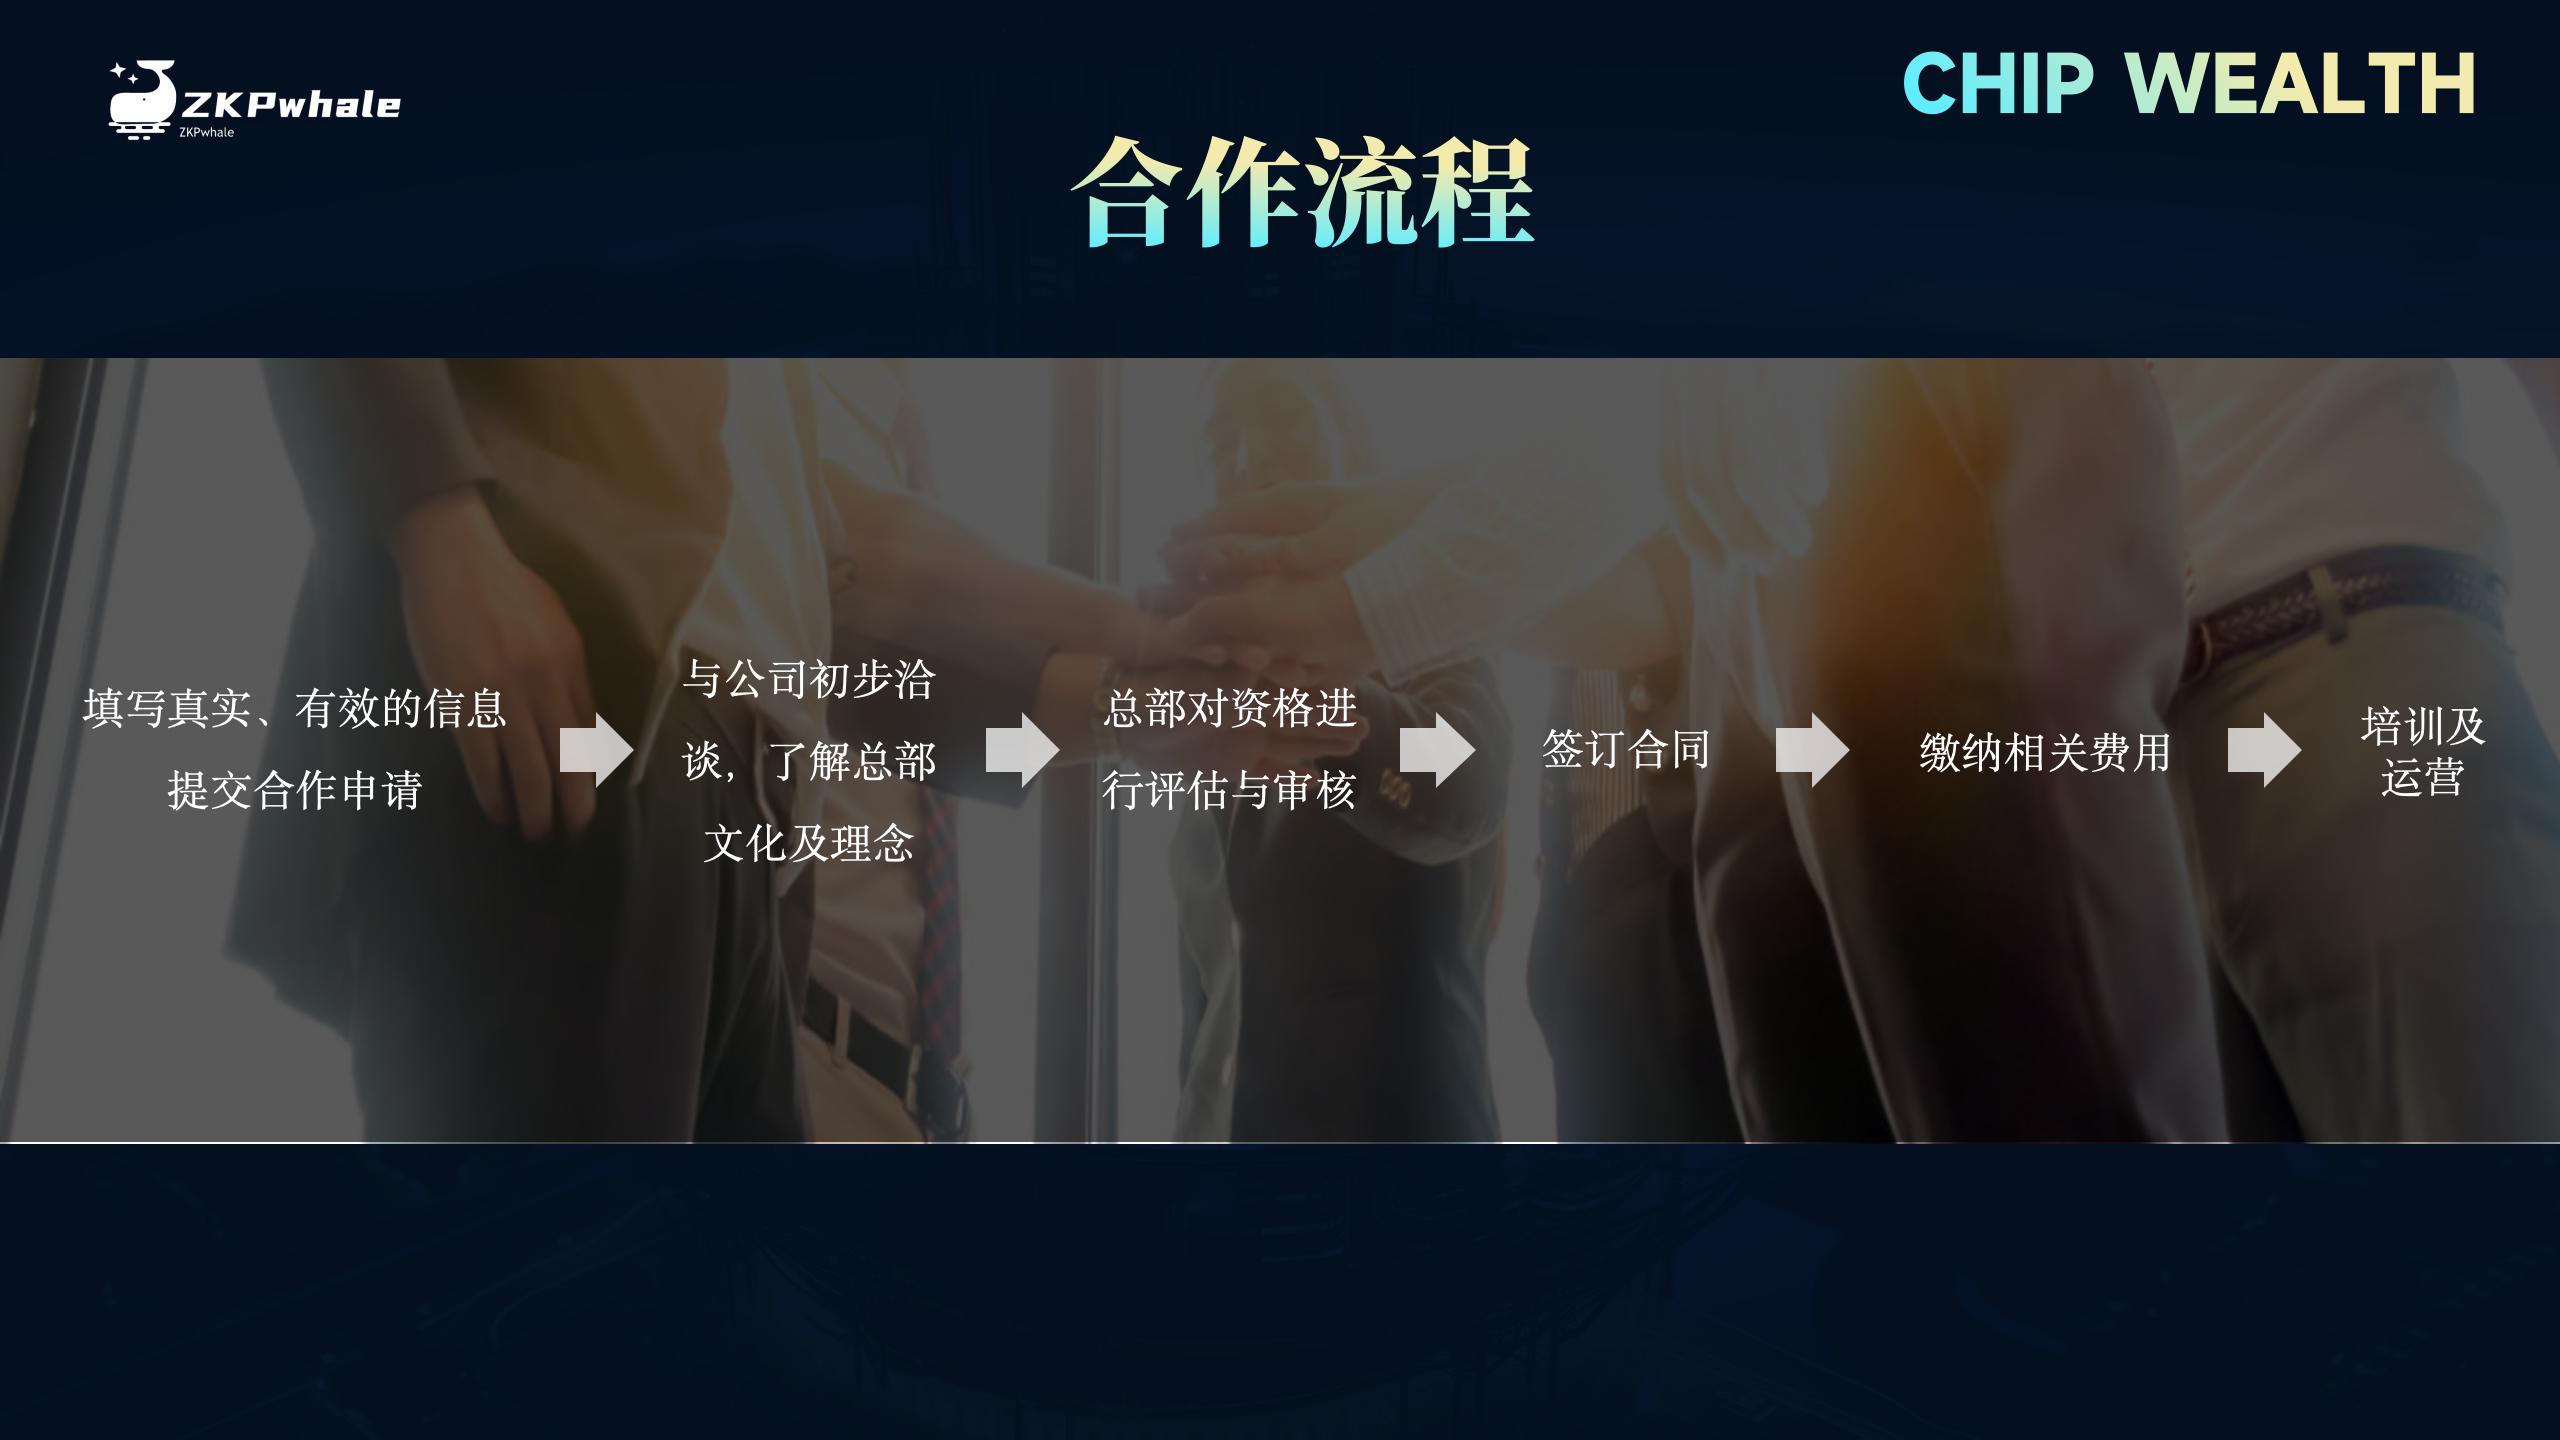 ZKPwhale
ZKPwhale
CHIP WEALTH
合作流程
填写真实、有效的信息
提交合作申请
与公司初步洽
谈，了解总部
文化及理念
总部对资格进
行评估与审核
签订合同
缴纳相关费用
培训及
运营